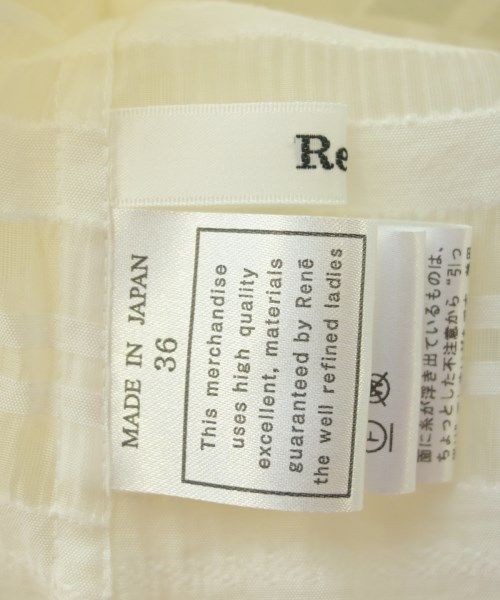 Re
MADE IN JAPAN
36
This merchandise
uses high quality
excellent, materials
guaranteed by René
the well refined ladies
F
面に糸が浮き出ているものは、
ちょっとした不注意から“引っ